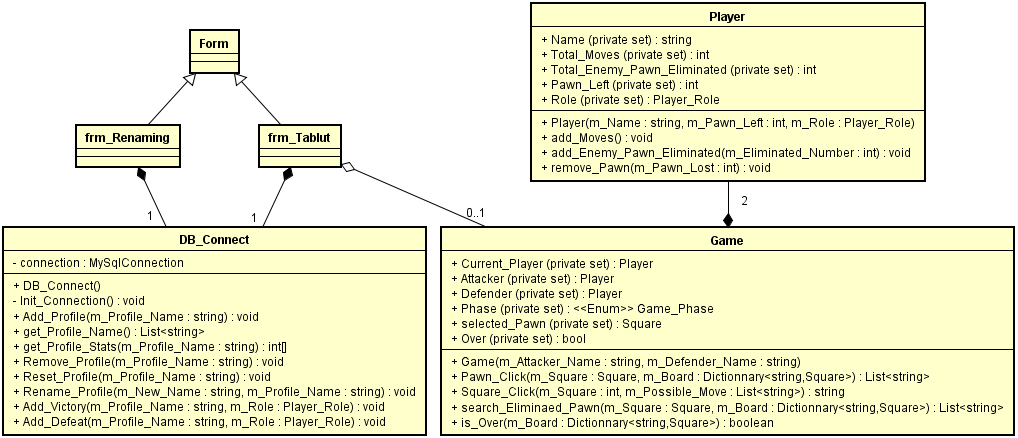 Player
+ Name (private set) : string
+ Total_Moves (private set) : int
+ Total_Enemy_Pawn_Eliminated (private set) : int
+ Pawn_Left (private set) : int
+ Role (private set) : Player_Role
+ Player(m_Name : string, m_Pawn_Left : int, m_Role : Player_Role)
+ add_Moves() : void
+ add_Enemy_Pawn_Eliminated(m_Eliminated_Number : int) : void
+ remove_Pawn(m_Pawn_Lost : int) : void
Form
frm_Renaming
frm_Tablut
1
1
0..1
2
DB_Connect
- connection : MySqlConnection
+ DB_Connect()
- Init_Connection() : void
+ Add_Profile(m_Profile_Name : string) : void
+ get_Profile_Name() : List<string>
+ get_Profile_Stats(m_Profile_Name : string) : int[]
+ Remove_Profile(m_Profile_Name : string) : void
+ Reset_Profile(m_Profile_Name : string) : void
+ Rename_Profile(m_New_Name : string, m_Profile_Name : string) : void
+ Add_Victory(m_Profile_Name : string, m_Role : Player_Role) : void
+ Add_Defeat(m_Profile_Name : string, m_Role : Player_Role) : void
Game
+ Current_Player (private set) : Player
+ Attacker (private set) : Player
+ Defender (private set) : Player
+ Phase (private set) : <<Enum>> Game_Phase
+ selected_Pawn (private set) : Square
+ Over (private set) : bool
+ Game(m_Attacker_Name : string, m_Defender_Name : string)
+ Pawn_Click(m_Square : Square, m_Board : Dictionnary<string,Square>) : List<string>
+ Square_Click(m_Square : int, m_Possible_Move : List<string>) : string
+ search_Eliminaed_Pawn(m_Square : Square, m_Board : Dictionnary<string,Square>) : List<string>
+ is_Over(m_Board : Dictionnary<string,Square>) : boolean